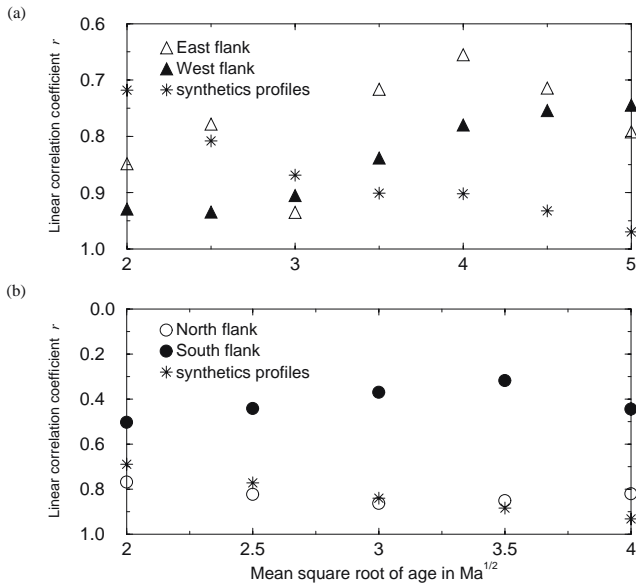 (a)
0.6
0.7
0.8
0.9
1.0
Linear correlation coefficient r
East flank
West flank
synthetics profiles
2 3 4 5
(b)
0.0
0.2
0.4
0.6
0.8
1.0
Linear correlation coefficient r
North flank
South flank
synthetics profiles
2 2.5 3 3.5 4
Mean square root of age in Ma1/2